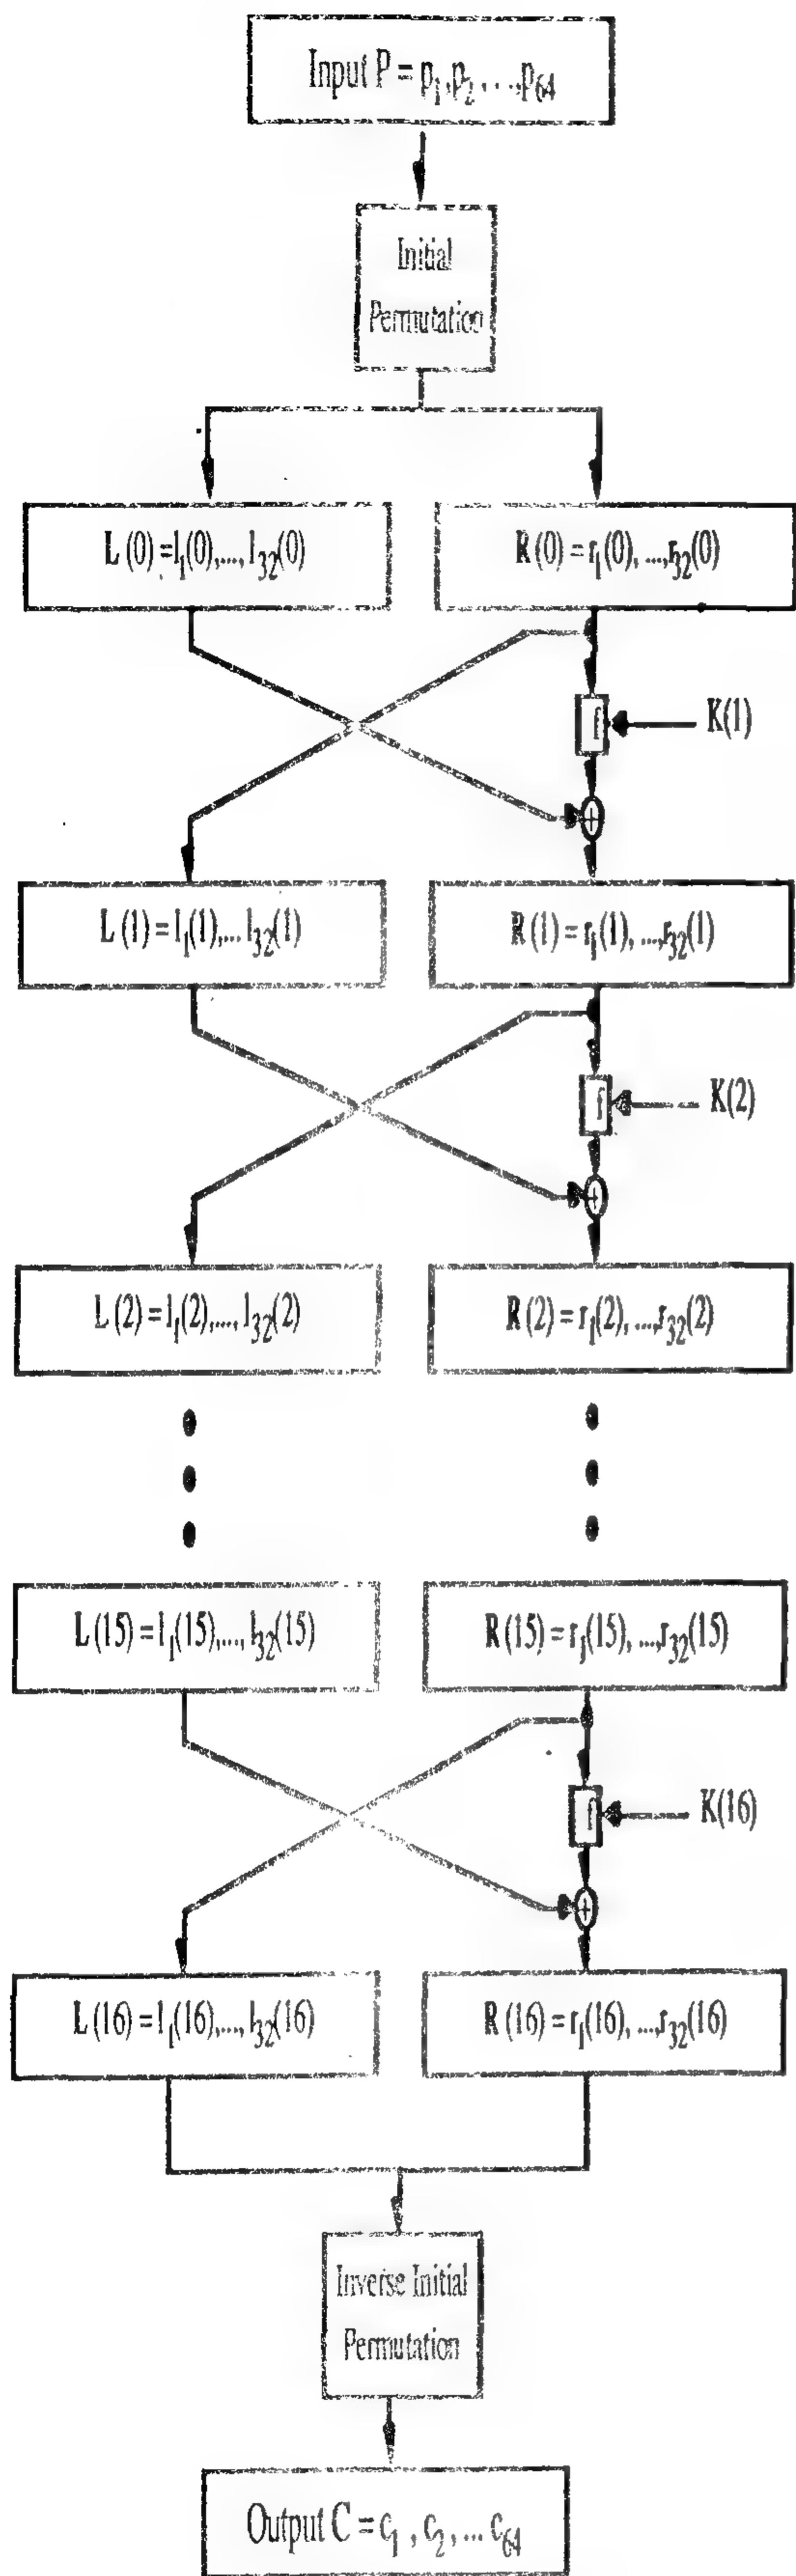 Input P = p1,p2 . . .,p64
Initial
Permutation
L (0) =l1(0),..., l32(0)
R (0) = r1(0), ...,r32(0)
f
K(1)
+
L (1) = l1(1),... l32(1)
R (1) = r1(1), ...,r32(1)
f
K(2)
+
L (2) = l1(2),..., l32(2)
R (2) = r1(2), ...,r32(2)
L (15) = l1(15),..., l32(15)
R (15) = r1(15), ...,r32(15)
f
K(16)
+
L (16) = l1(16),..., l32(16)
R (16) = r1(16), ...,r32(16)
Inverse Initial
Permutation
Output C = c1 , c2 , ... c64